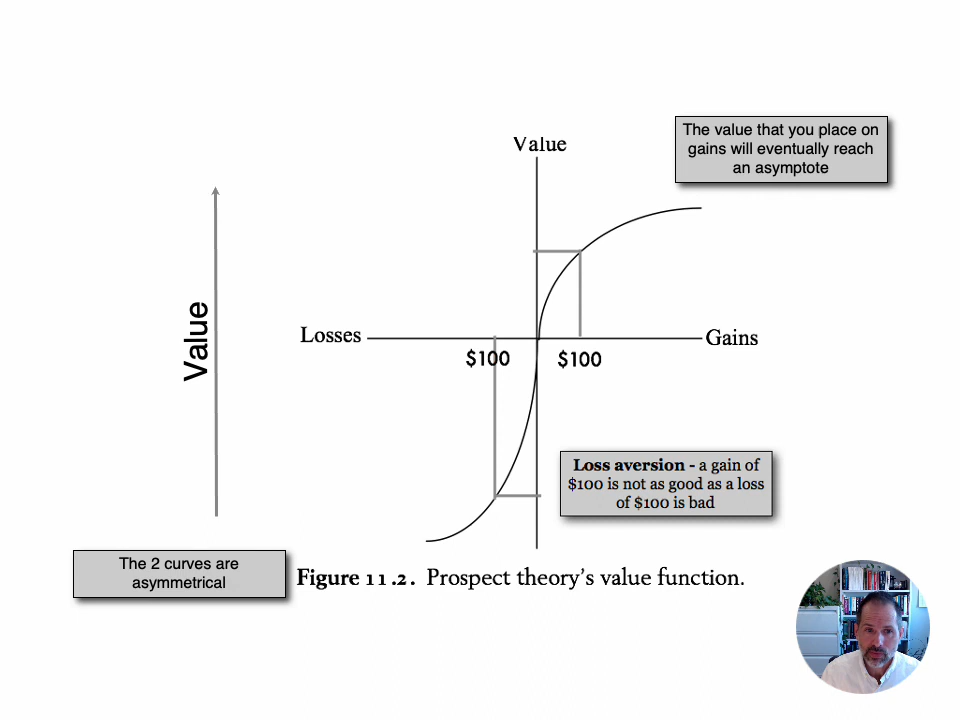 The value that you place on
gains will eventually reach
an asymptote
Value
Value
Losses
Gains
$100
$100
Loss aversion - a gain of
$100 is not as good as a loss
of $100 is bad
The 2 curves are
asymmetrical
Figure 11.2. Prospect theory's value function.